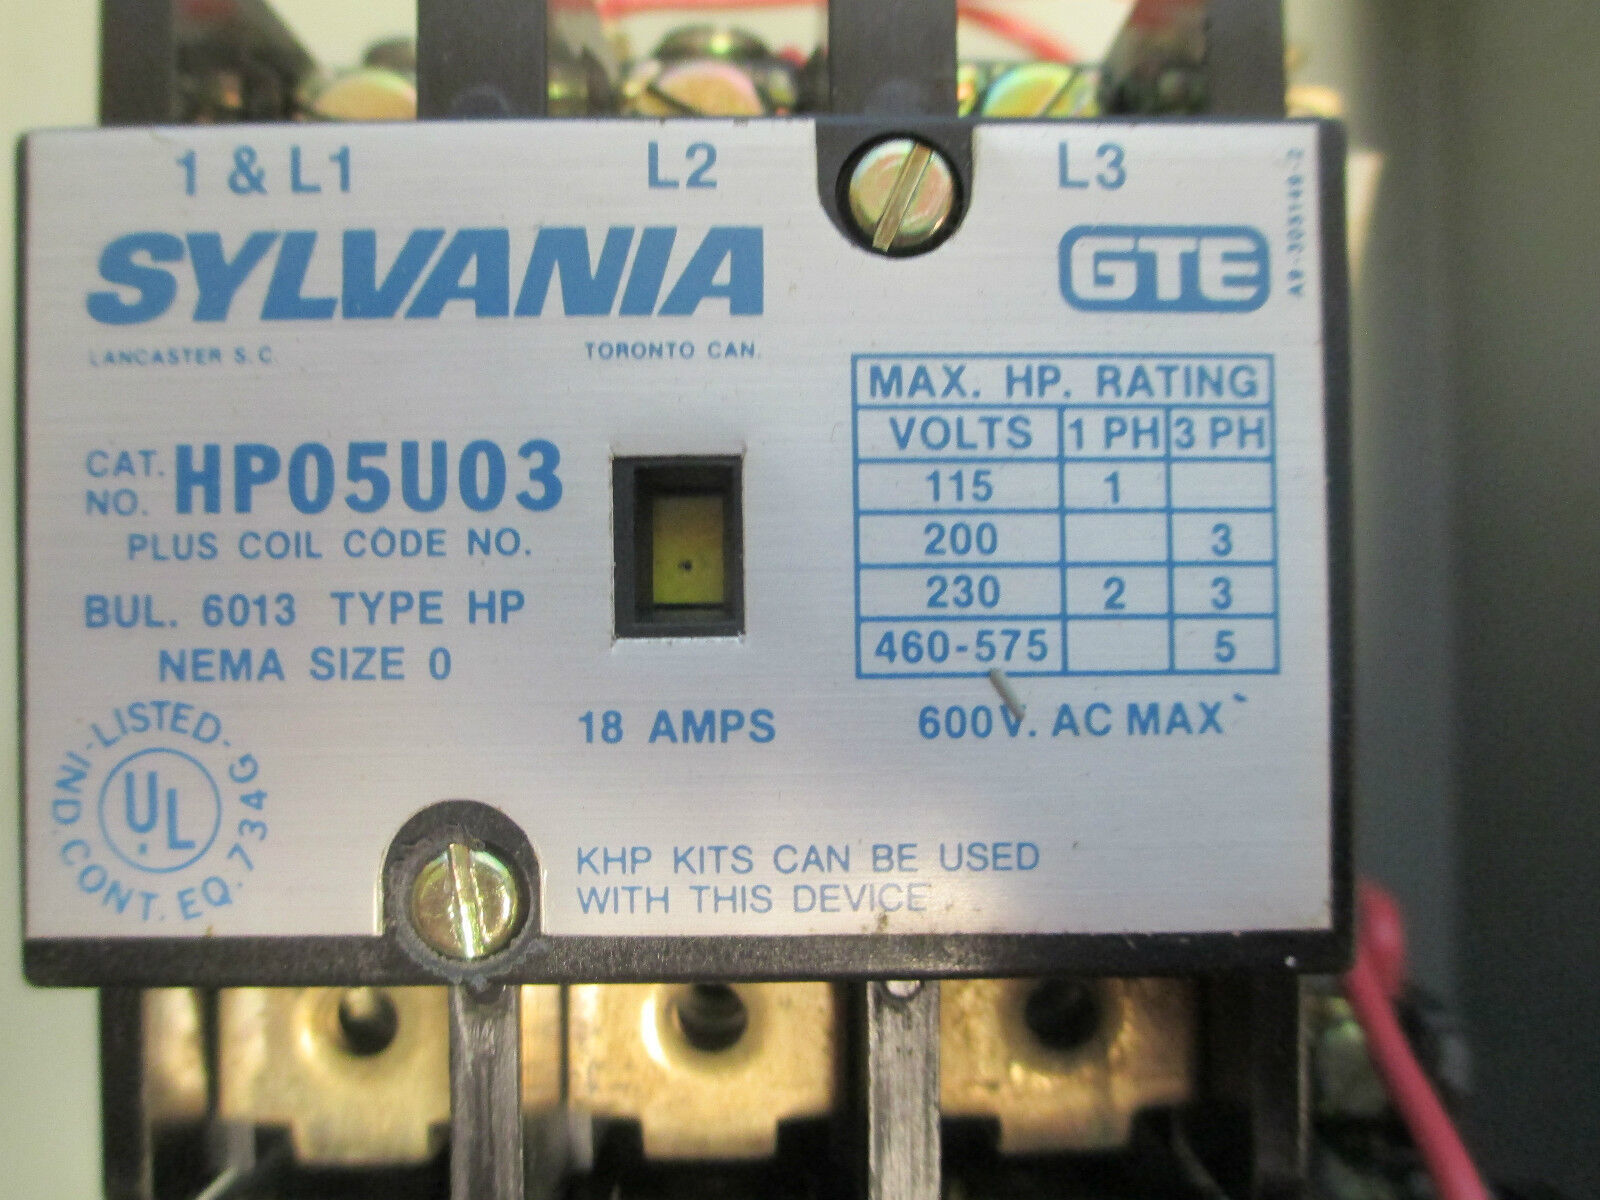 1 & L1 L2 L3
SYLVANIA GTE
LANCASTER S.C. TORONTO CAN.
A9-303149-2
CAT. NO. HP05U03
PLUS COIL CODE NO.
BUL. 6013 TYPE HP
NEMA SIZE 0
MAX. HP. RATING
VOLTS 1 PH 3 PH
115 1
200 3
230 2 3
460-575 5
18 AMPS 600V. AC MAX
LISTED - IND. CONT. EQ. 734G -
UL
KHP KITS CAN BE USED
WITH THIS DEVICE